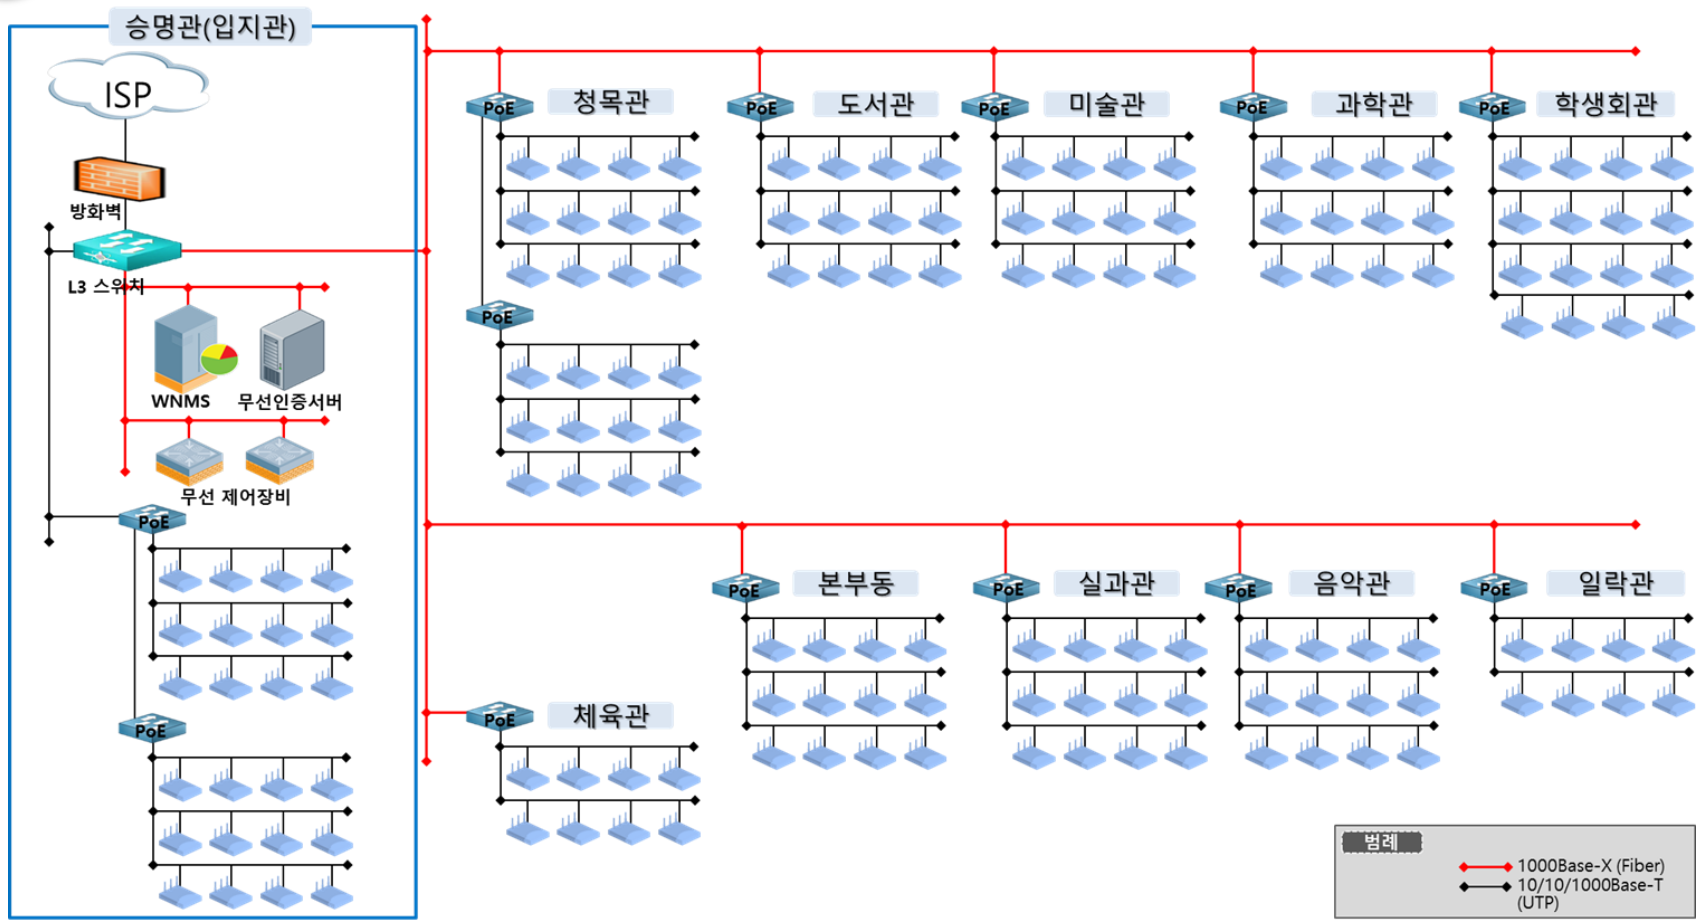 승명관(입지관)
ISP
방화벽
L3 스위치
WNMS
무선인증서버
무선 제어장비
PoE
PoE
PoE
청목관
PoE
도서관
PoE
미술관
PoE
과학관
PoE
학생회관
PoE
PoE
본부동
PoE
실과관
PoE
음악관
PoE
일락관
PoE
체육관
범례
1000Base-X (Fiber)
10/10/1000Base-T
(UTP)